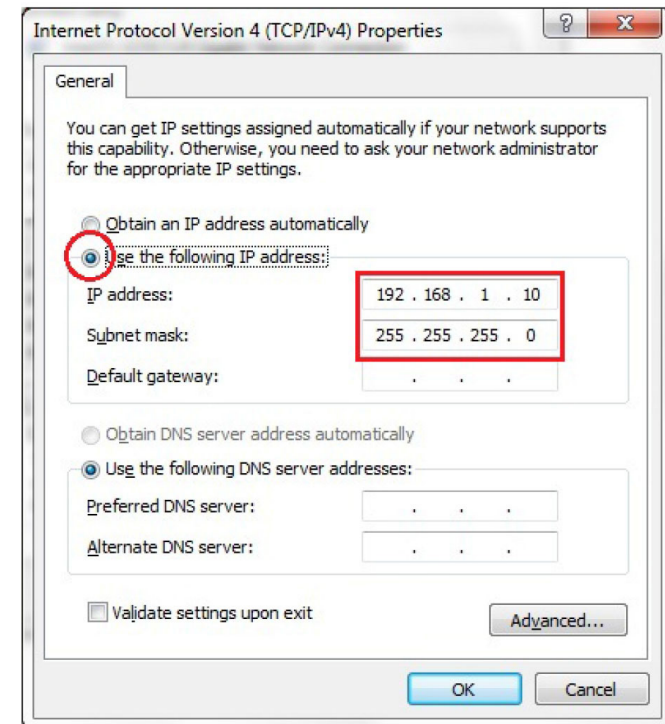 Internet Protocol Version 4 (TCP/IPv4) Properties
General
You can get IP settings assigned automatically if your network supports
this capability. Otherwise, you need to ask your network administrator
for the appropriate IP settings.
Obtain an IP address automatically
Use the following IP address:
IP address: 192 . 168 . 1 . 10
Subnet mask: 255 . 255 . 255 . 0
Default gateway: . . .
Obtain DNS server address automatically
Use the following DNS server addresses:
Preferred DNS server: . . .
Alternate DNS server: . . .
Validate settings upon exit
Advanced...
OK Cancel